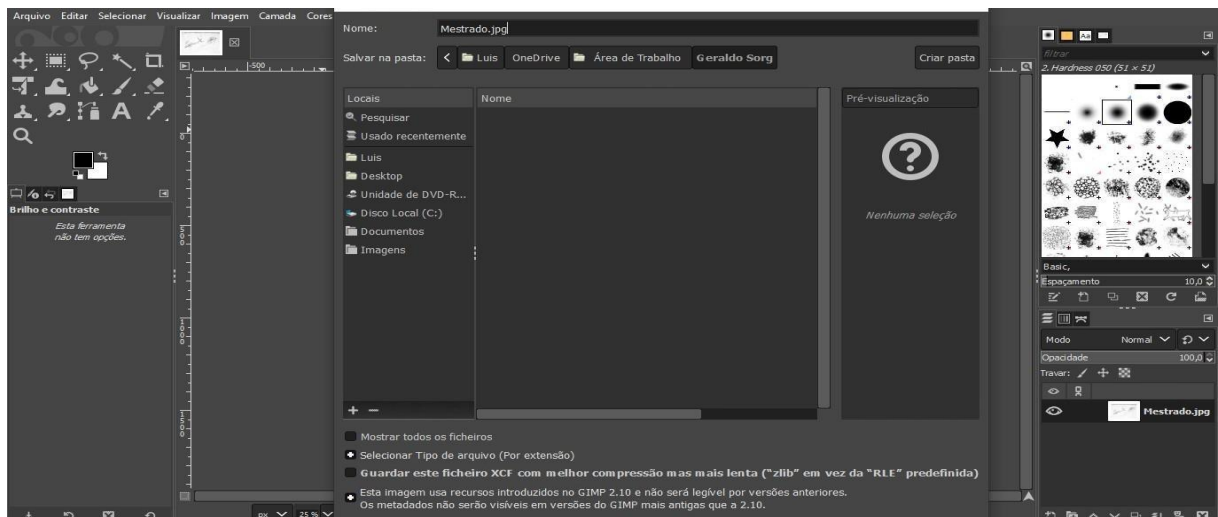 Arquivo Editar Selecionar Visualizar Imagem Camada Cores
Nome: Mestrado.jpg
Salvar na pasta: Luis OneDrive Área de Trabalho Geraldo Sorg Criar pasta
Locais
Nome
Pré-visualização
Pesquisar
Usado recentemente
Luis
Desktop
Unidade de DVD-R...
Disco Local (C:)
Documentos
Imagens
Nenhuma seleção
Mostrar todos os ficheiros
Selecionar Tipo de arquivo (Por extensão)
Guardar este ficheiro XCF com melhor compressão mas mais lenta ("zlib" em vez da "RLE" predefinida)
Esta imagem usa recursos introduzidos no GIMP 2.10 e não será legível por versões anteriores.
Os metadados não serão visíveis em versões do GIMP mais antigas que a 2.10.
Brilho e contraste
Esta ferramenta
não tem opções.
-500
0
500
1000
1500
px 25 %
Aa
filtrar
2. Hardness 050 (51 × 51)
Basic,
Espaçamento 10,0
Modo Normal
Opacidade 100,0
Travar:
Mestrado.jpg